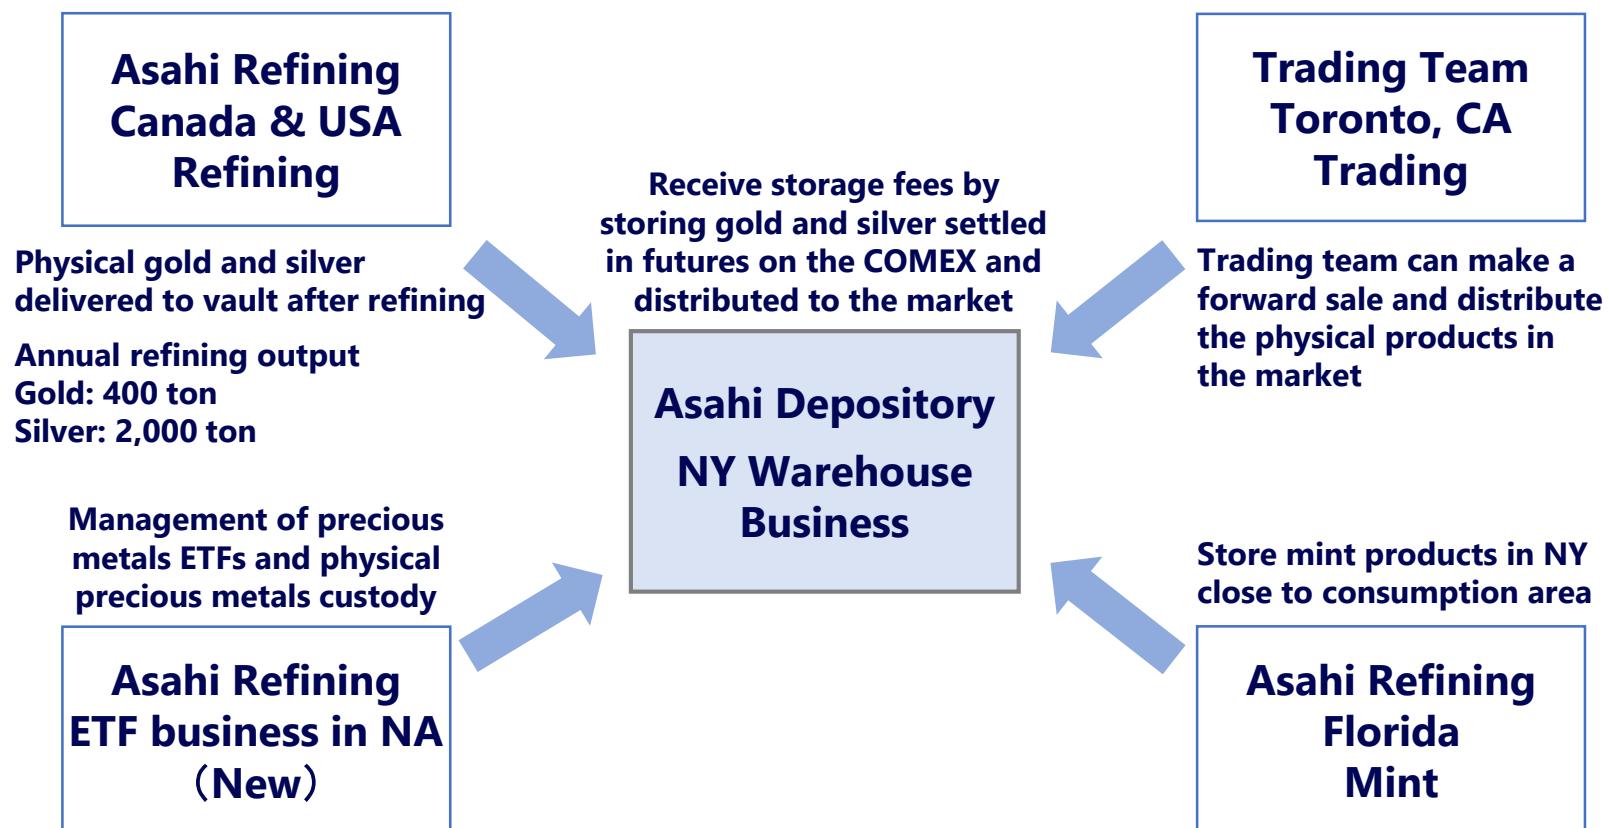 Asahi Refining
Canada & USA
Refining
Physical gold and silver
delivered to vault after refining
Annual refining output
Gold: 400 ton
Silver: 2,000 ton
Receive storage fees by
storing gold and silver settled
in futures on the COMEX and
distributed to the market
Asahi Depository
NY Warehouse
Business
Trading Team
Toronto, CA
Trading
Trading team can make a
forward sale and distribute
the physical products in
the market
Management of precious
metals ETFs and physical
precious metals custody
Asahi Refining
ETF business in NA
（New）
Store mint products in NY
close to consumption area
Asahi Refining
Florida
Mint